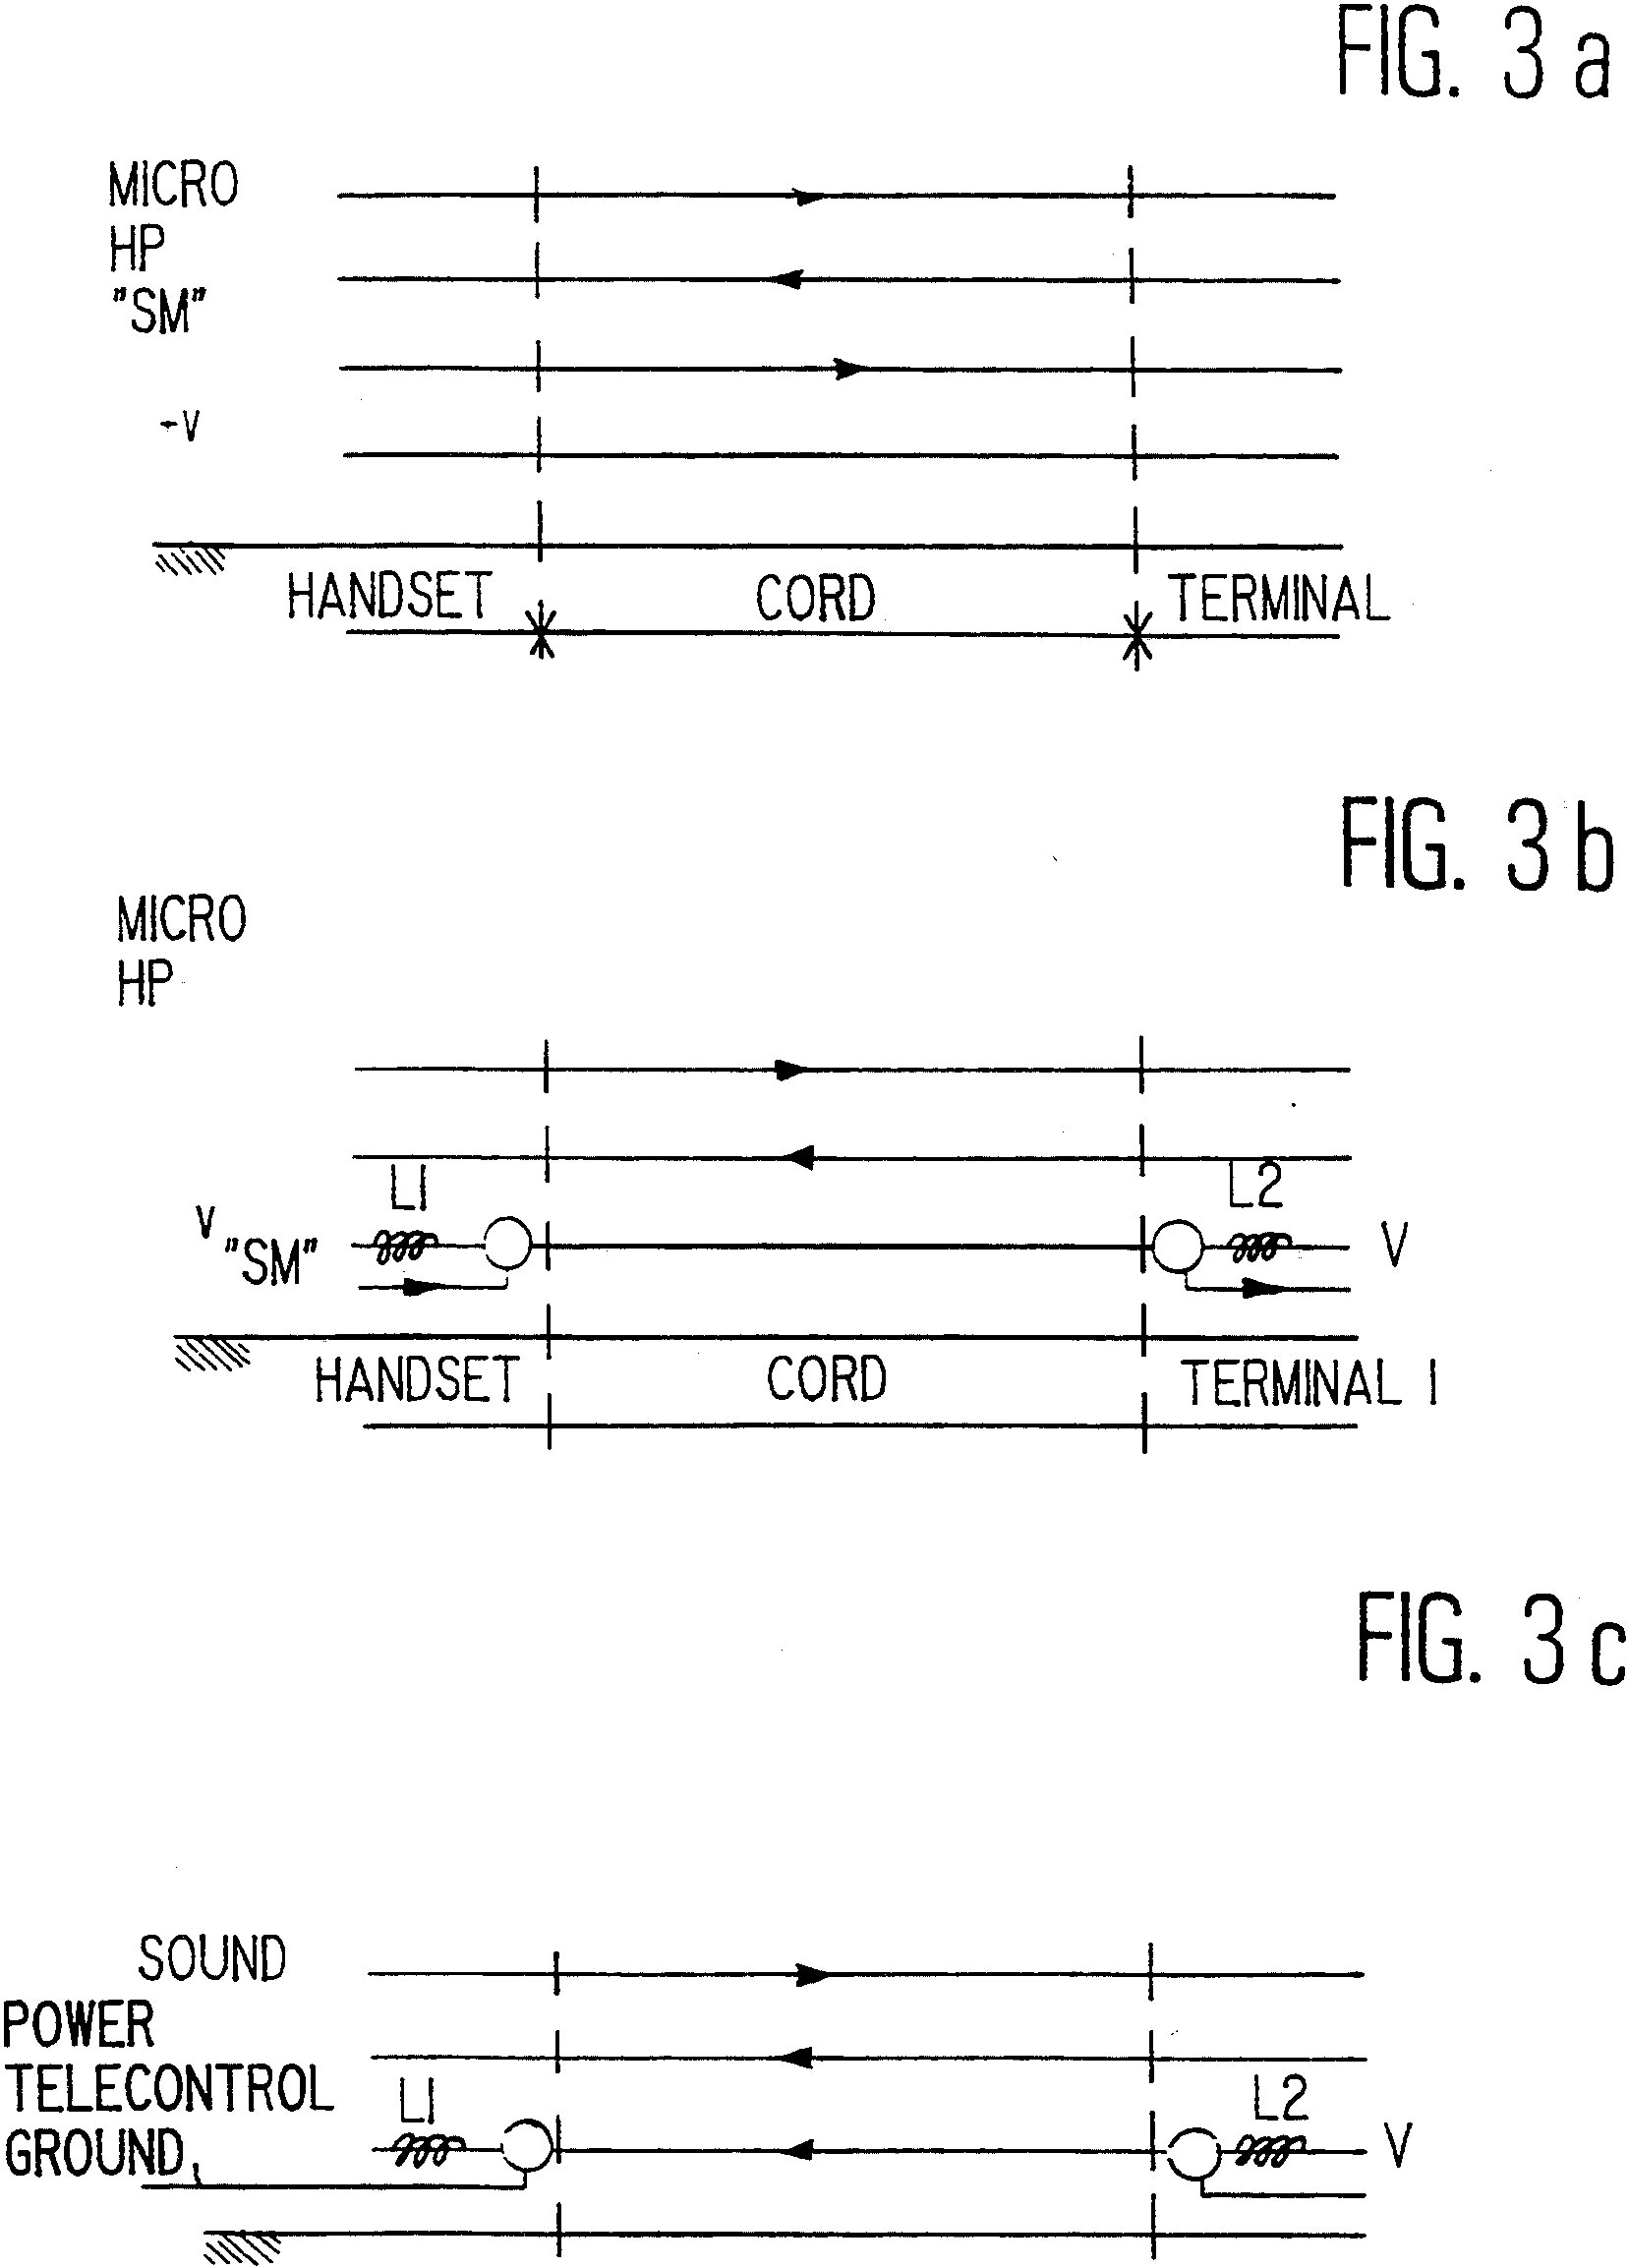 FIG. 3 a
MICRO
HP
"SM"
+V
HANDSET CORD TERMINAL
FIG. 3 b
MICRO
HP
L1 L2
V V
"SM"
HANDSET CORD TERMINAL 1
FIG. 3 c
SOUND
POWER
TELECONTROL
L1 L2
GROUND V